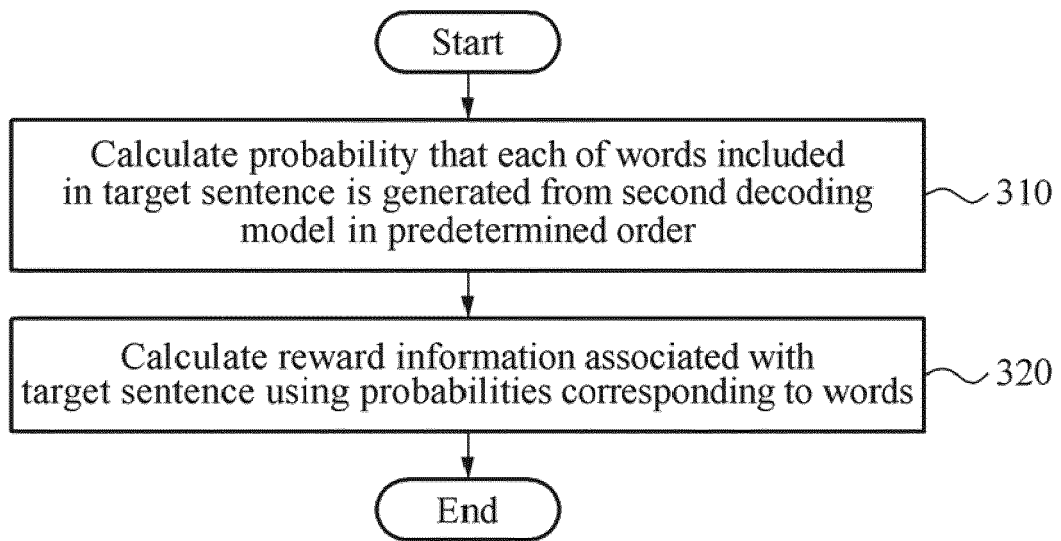 Start
Calculate probability that each of words included
in target sentence is generated from second decoding
model in predetermined order
310
Calculate reward information associated with
target sentence using probabilities corresponding to words
320
End